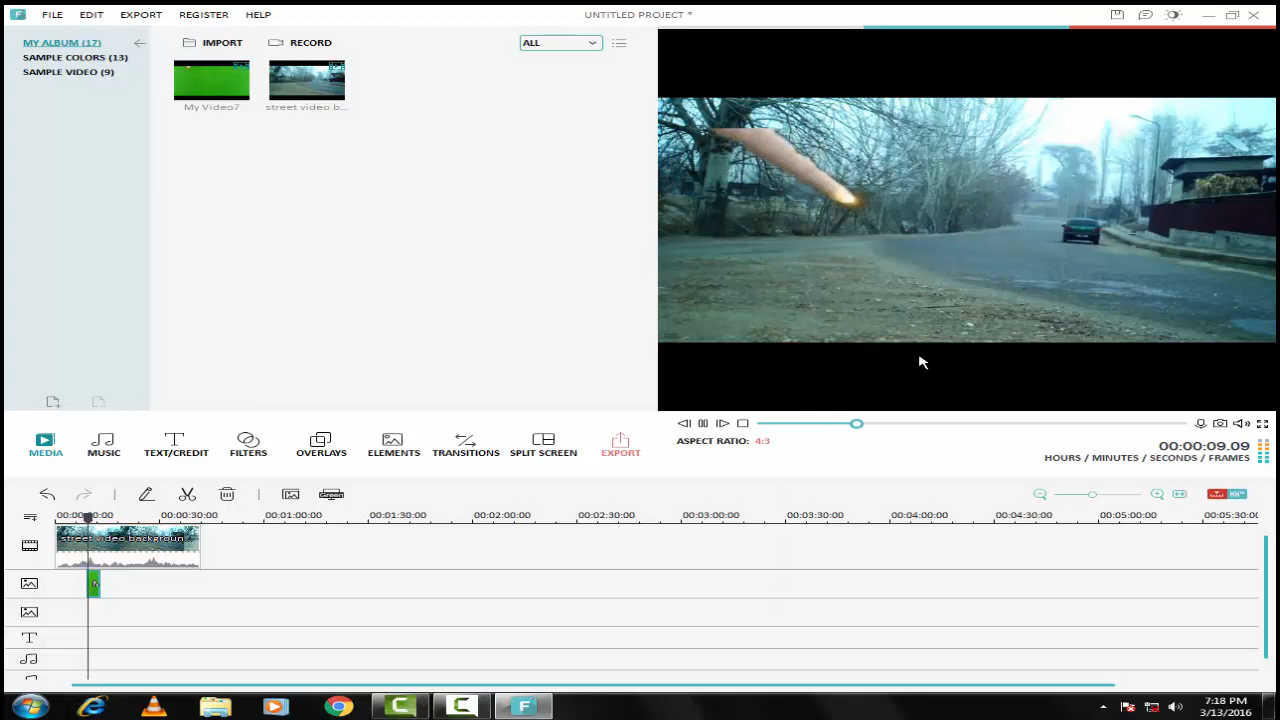 FILE EDIT EXPORT REGISTER HELP UNTITLED PROJECT *
MY ALBUM (17)
SAMPLE COLORS (13)
SAMPLE VIDEO (9)
IMPORT RECORD ALL
My Video7 street video b...
ASPECT RATIO: 4:3
00:00:09.09
HOURS / MINUTES / SECONDS / FRAMES
MEDIA MUSIC TEXT/CREDIT FILTERS OVERLAYS ELEMENTS TRANSITIONS SPLIT SCREEN EXPORT
Green
00:00:00:00 00:00:30:00 00:01:00:00 00:01:30:00 00:02:00:00 00:02:30:00 00:03:00:00 00:03:30:00 00:04:00:00 00:04:30:00 00:05:00:00 00:05:30:00
street video backgroun
7:18 PM
3/13/2016